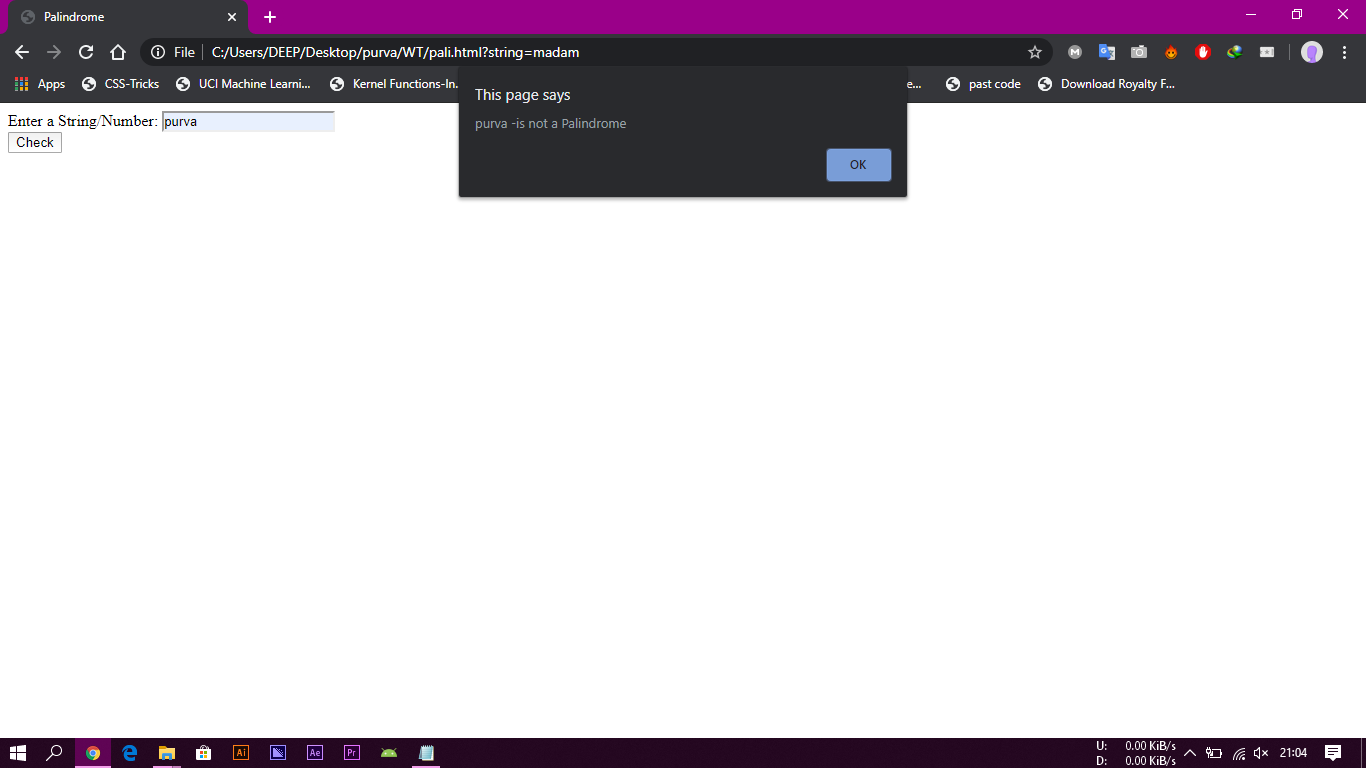 Palindrome
File C:/Users/DEEP/Desktop/purva/WT/pali.html?string=madam
Apps CSS-Tricks UCI Machine Learni... Kernel Functions-In. e... past code Download Royalty F...
This page says
purva -is not a Palindrome
OK
Enter a String/Number: purva
Check
Ai Ae Pr
U: 0.00 KiB/s
D: 0.00 KiB/s
21:04